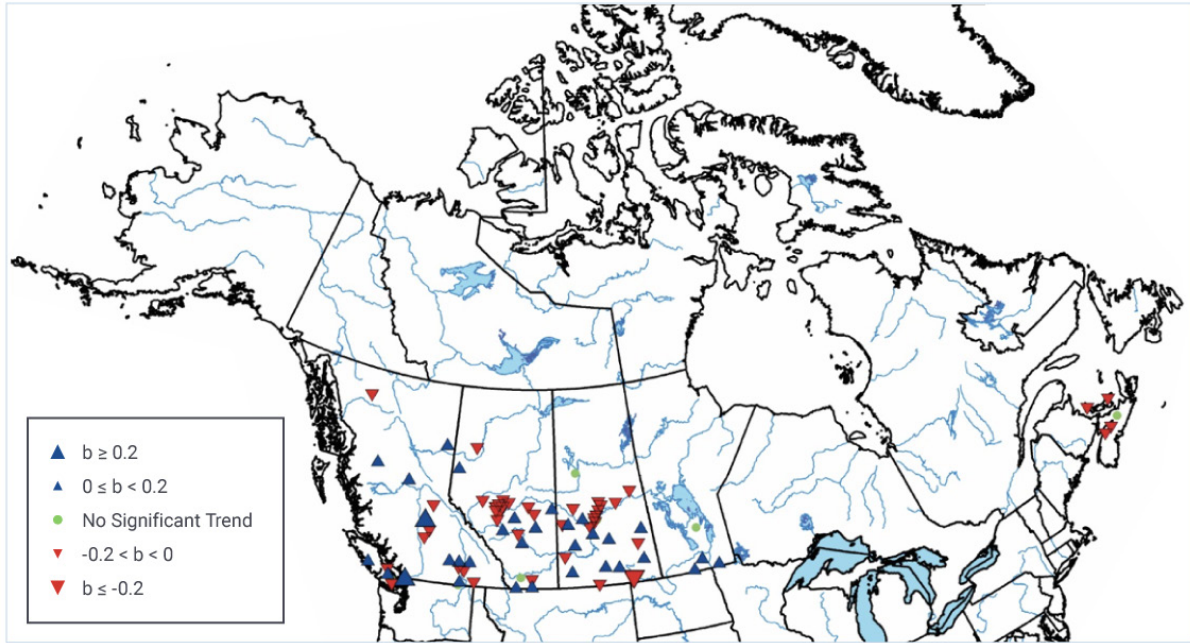 b ≥ 0.2
0 ≤ b < 0.2
No Significant Trend
-0.2 < b < 0
b ≤ -0.2